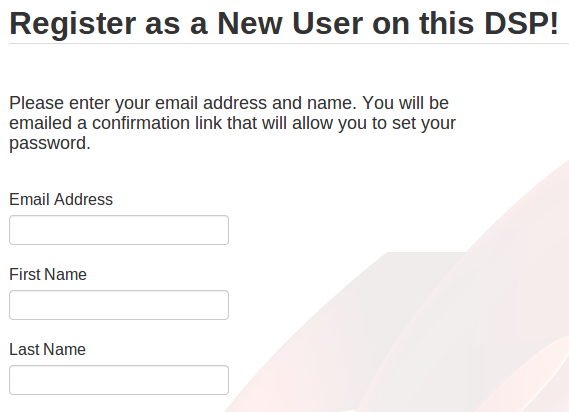 Register as a New User on this DSP!
Please enter your email address and name. You will be
emailed a confirmation link that will allow you to set your
password.
Email Address
First Name
Last Name